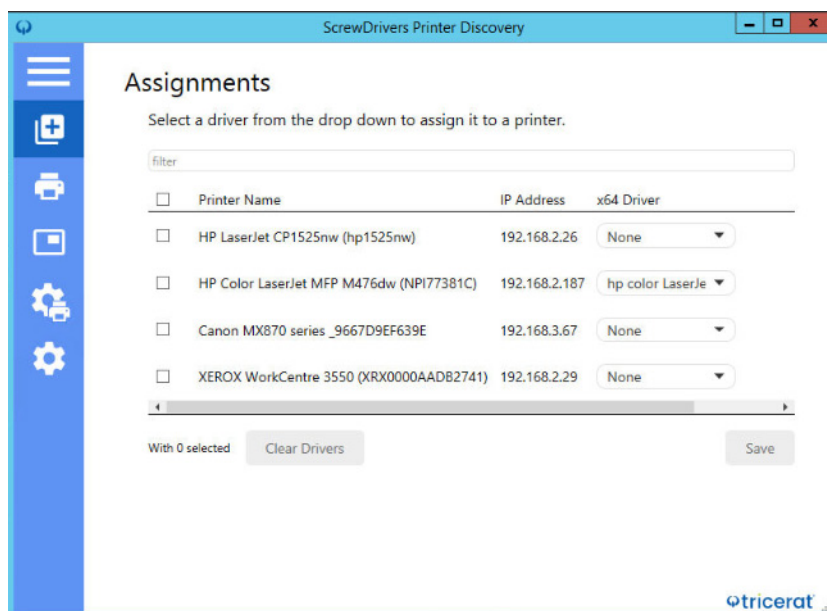 ScrewDrivers Printer Discovery
Assignments
Select a driver from the drop down to assign it to a printer.
filter
Printer Name IP Address x64 Driver
HP LaserJet CP1525nw (hp1525nw) 192.168.2.26 None
HP Color LaserJet MFP M476dw (NPI77381C) 192.168.2.187 hp color LaserJe
Canon MX870 series _9667D9EF639E 192.168.3.67 None
XEROX WorkCentre 3550 (XRX0000AADB2741) 192.168.2.29 None
With 0 selected Clear Drivers Save
tricerat